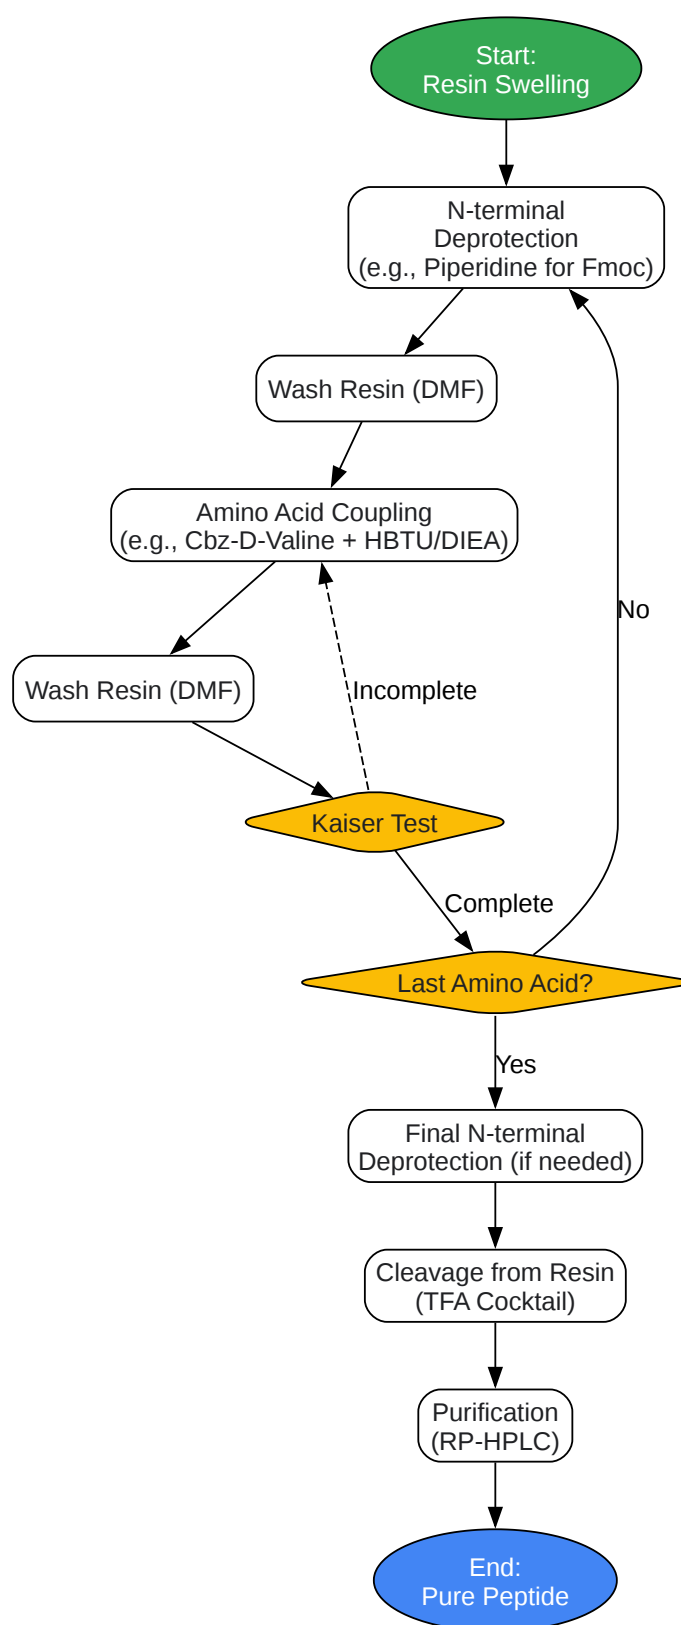 Start:
Resin Swelling
N-terminal
Deprotection
(e.g., Piperidine for Fmoc)
Wash Resin (DMF)
Amino Acid Coupling
(e.g., Cbz-D-Valine + HBTU/DIEA)
No
Wash Resin (DMF)
Incomplete
Kaiser Test
Complete
Last Amino Acid?
Yes
Final N-terminal
Deprotection (if needed)
Cleavage from Resin
(TFA Cocktail)
Purification
(RP-HPLC)
End:
Pure Peptide